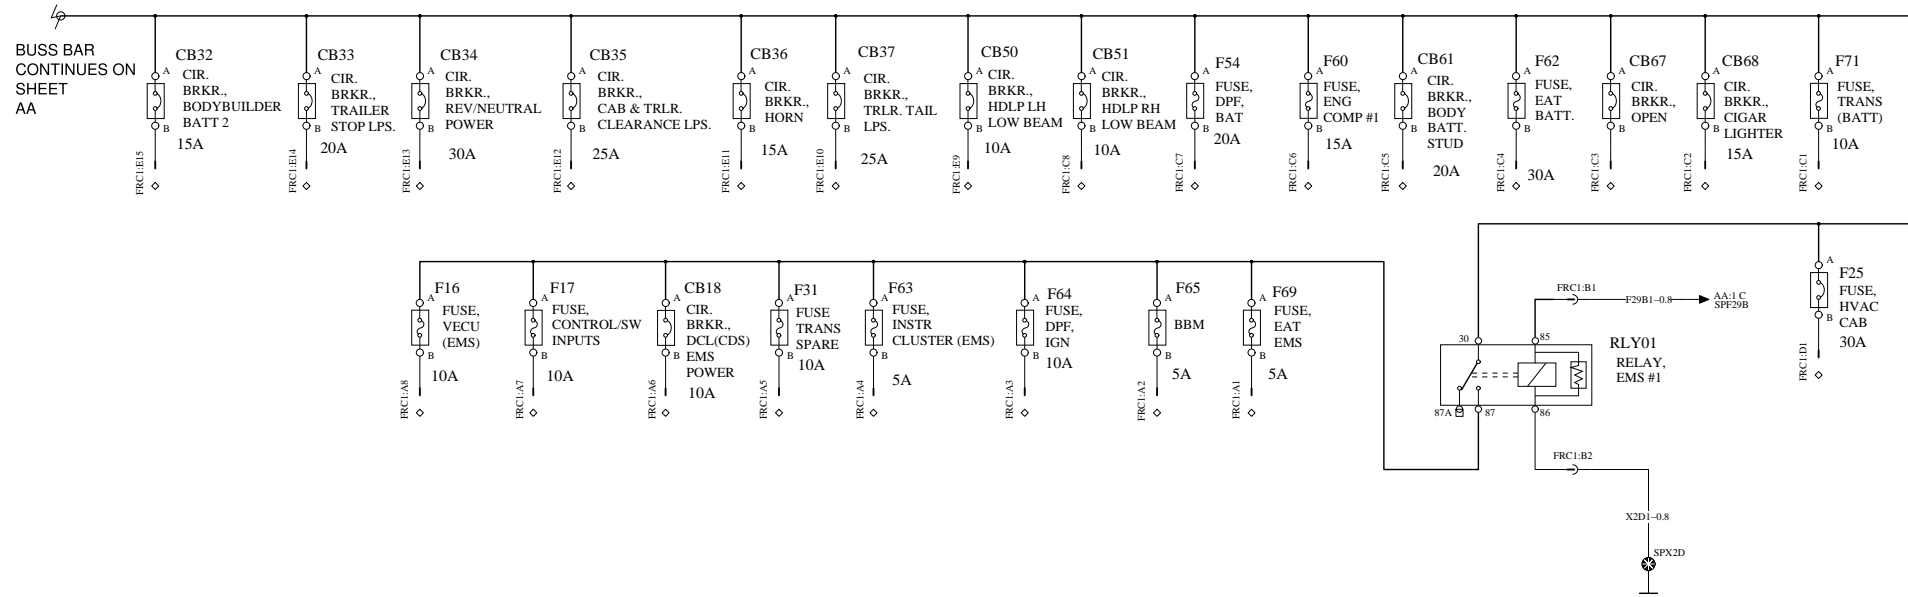 BUSS BAR
CONTINUES ON
SHEET
AA
CB32
A
CIR.
BRKR.,
BODYBUILDER
BATT 2
B
15A
FRC1:E15
CB33
A
CIR.
BRKR.,
TRAILER
STOP LPS.
B
20A
FRC1:E14
CB34
A
CIR.
BRKR.,
REV/NEUTRAL
POWER
B
30A
FRC1:E13
CB35
A
CIR.
BRKR.,
CAB & TRLR.
CLEARANCE LPS.
B
25A
FRC1:E12
CB36
A
CIR.
BRKR.,
HORN
B
15A
FRC1:E11
CB37
A
CIR.
BRKR.,
TRLR. TAIL
LPS.
B
25A
FRC1:E10
CB50
A
CIR.
BRKR.,
HDLP LH
LOW BEAM
B
10A
FRC1:E9
CB51
A
CIR.
BRKR.,
HDLP RH
LOW BEAM
B
10A
FRC1:C8
F54
A
FUSE,
DPF,
BAT
B
20A
FRC1:C7
F60
A
FUSE,
ENG
COMP #1
B
15A
FRC1:C6
CB61
A
CIR.
BRKR.,
BODY
BATT.
STUD
B
20A
FRC1:C5
F62
A
FUSE,
EAT
BATT.
B
30A
FRC1:C4
CB67
A
CIR.
BRKR.,
OPEN
B
FRC1:C3
CB68
A
CIR.
BRKR.,
CIGAR
LIGHTER
B
15A
FRC1:C2
F71
A
FUSE,
TRANS
(BATT)
B
10A
FRC1:C1
F16
A
FUSE,
VECU
(EMS)
B
10A
FRC1:A8
F17
A
FUSE,
CONTROL/SW
INPUTS
B
10A
FRC1:A7
CB18
A
CIR.
BRKR.,
DCL(CDS)
EMS
POWER
B
10A
FRC1:A6
F31
A
FUSE
TRANS
SPARE
B
10A
FRC1:A5
F63
A
FUSE,
INSTR
CLUSTER (EMS)
B
5A
FRC1:A4
F64
A
FUSE,
DPF,
IGN
B
10A
FRC1:A3
F65
A
BBM
B
5A
FRC1:A2
F69
A
FUSE,
EAT
EMS
B
5A
FRC1:A1
FRC1:B1
F29B1-0.8
AA:1 C
SPF29B
30
85
RLY01
RELAY,
EMS #1
87A
87
86
FRC1:B2
X2D1-0.8
SPX2D
F25
A
FUSE,
HVAC
CAB
B
30A
FRC1:D1